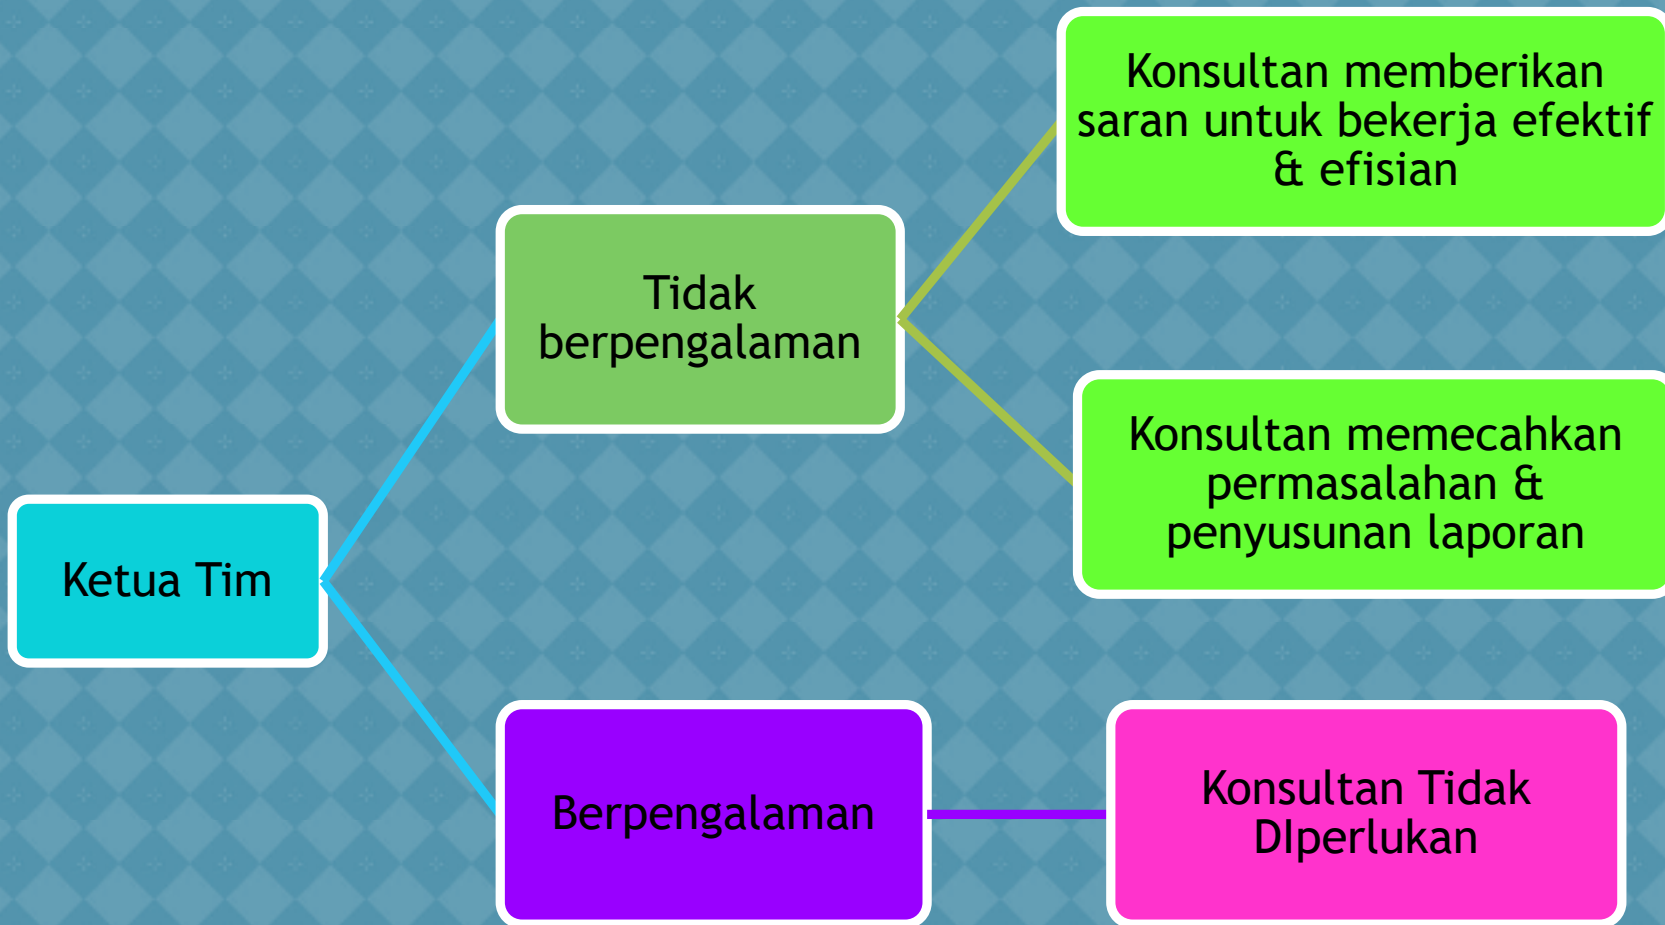 Konsultan memberikan
saran untuk bekerja efektif
& efisian
Tidak
berpengalaman
Konsultan memecahkan
permasalahan &
penyusunan laporan
Ketua Tim
Berpengalaman
Konsultan Tidak
DIperlukan